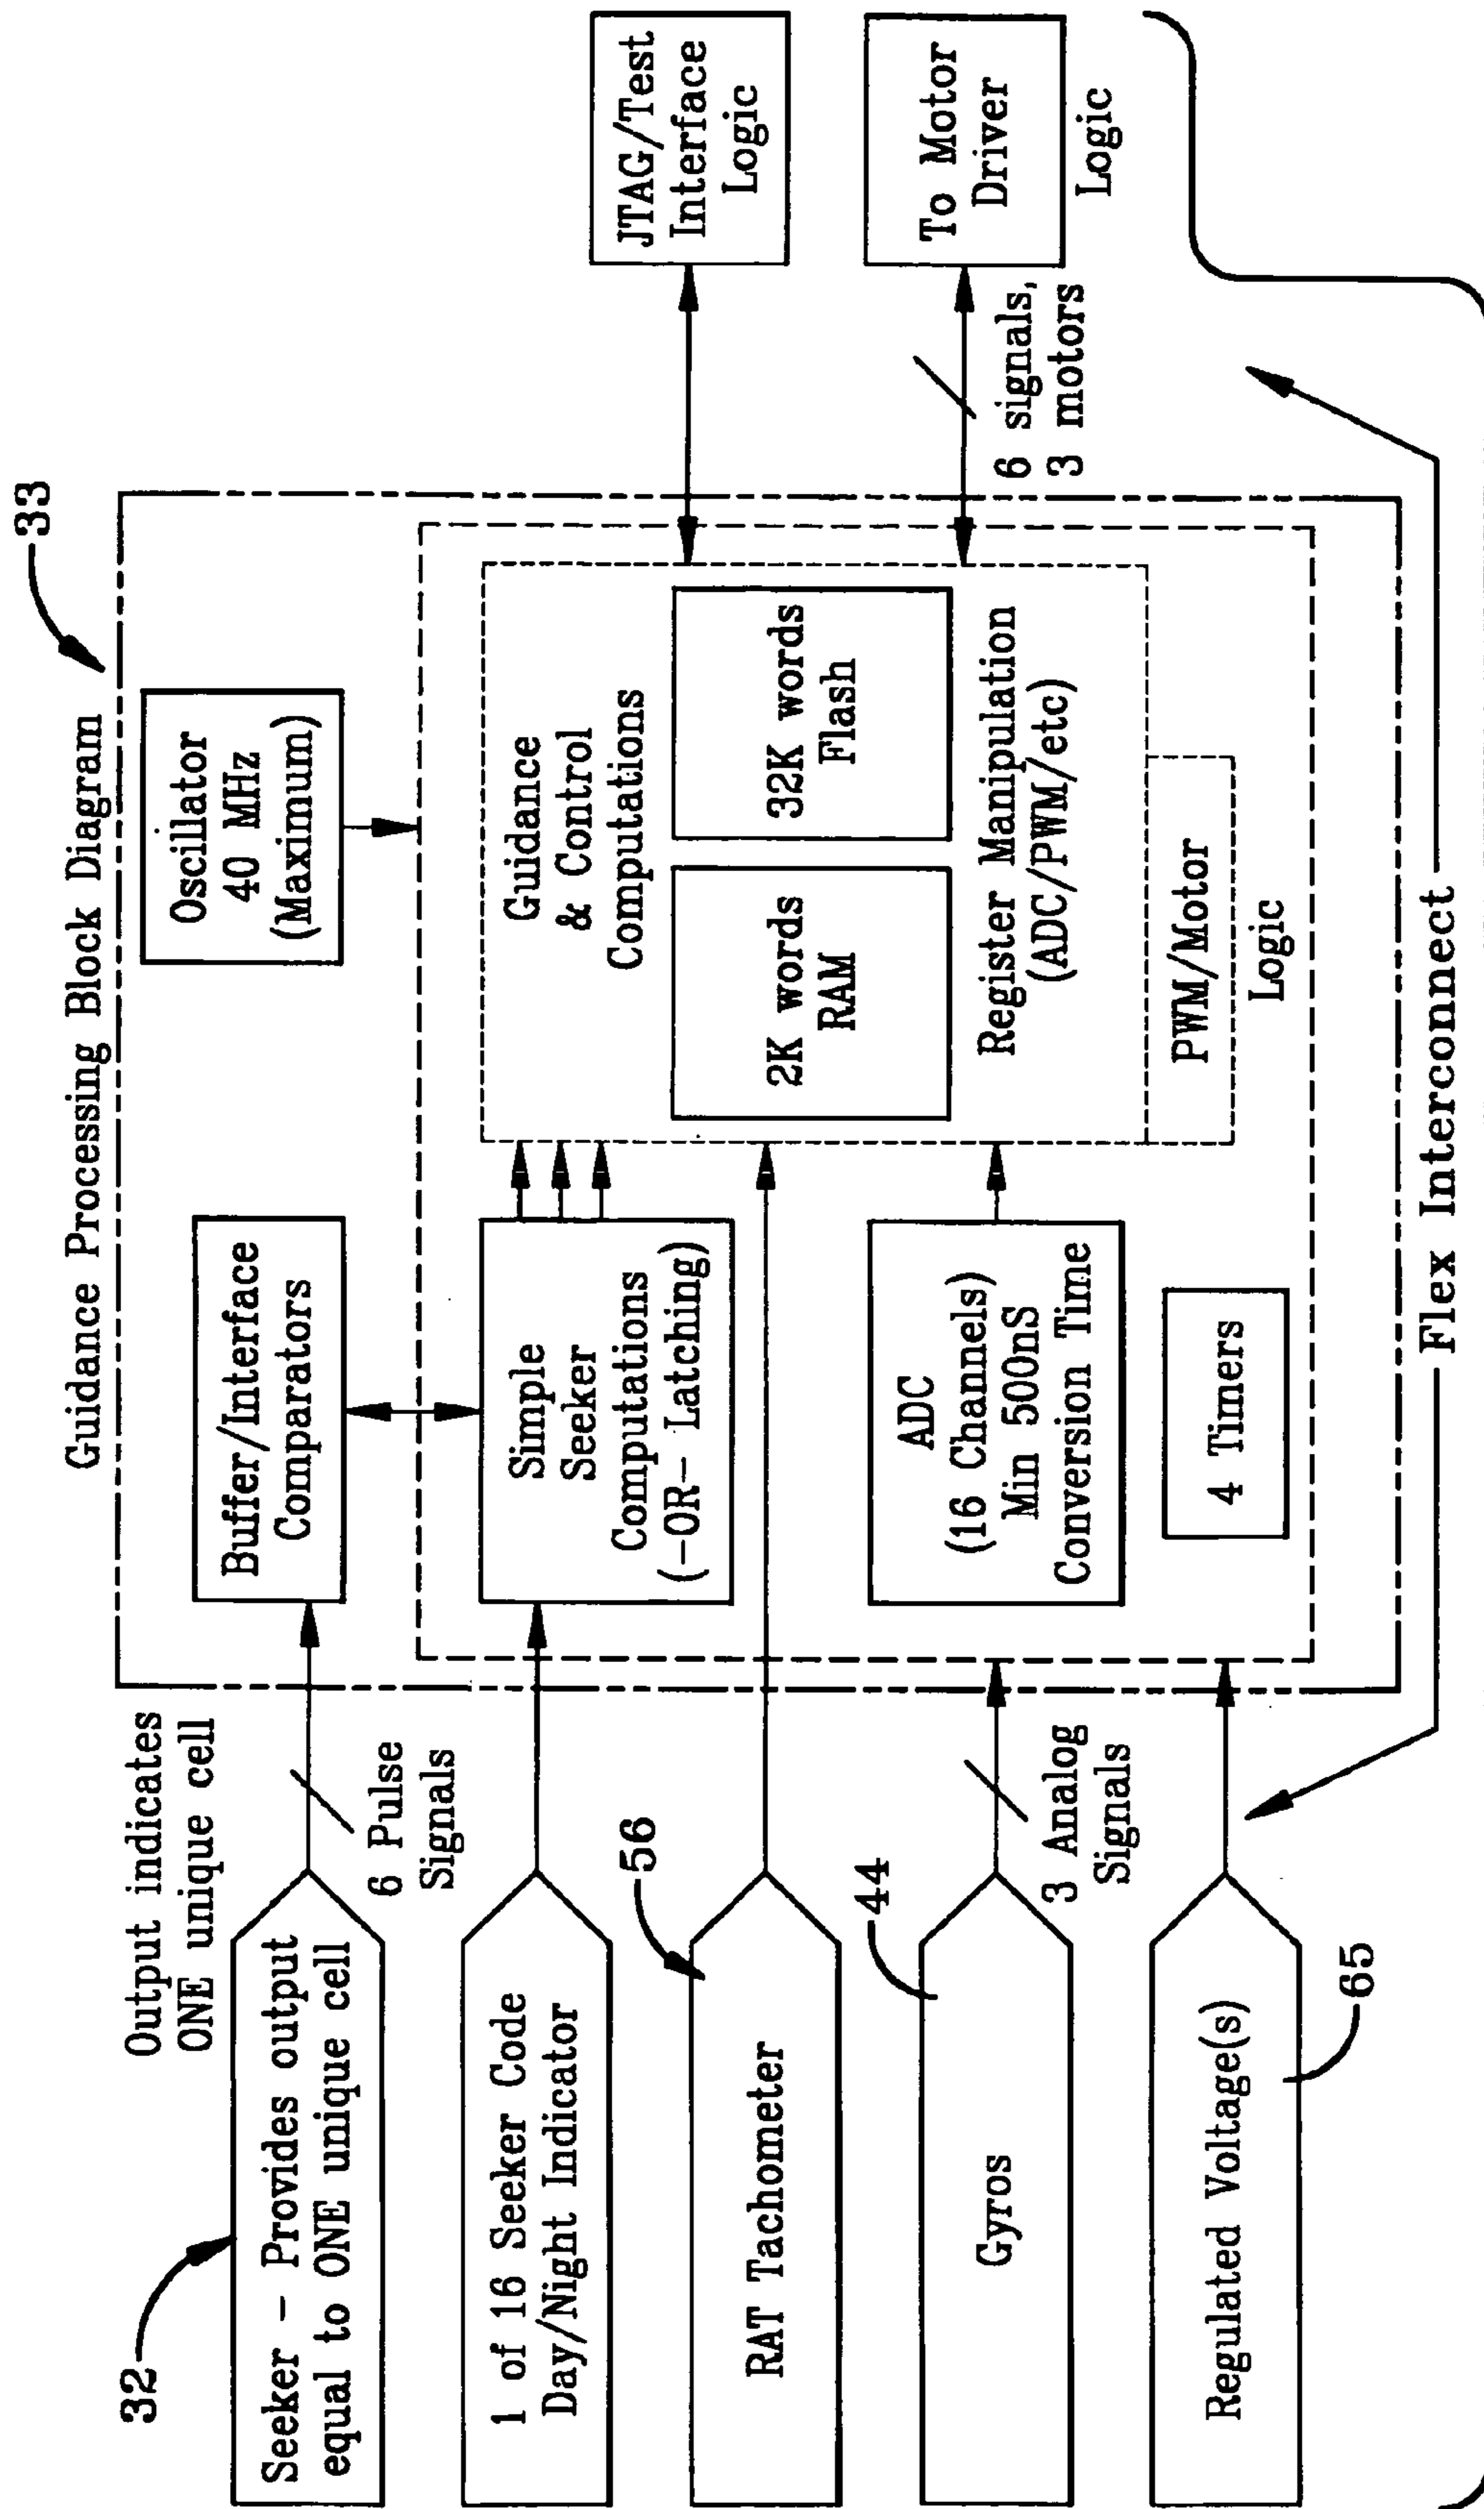 Guidance Processing Block Diagram
33
32
Output indicates
ONE unique cell
Seeker - Provides output
equal to ONE unique cell
6 Pulse
Signals
Buffer/Interface
Comparators
Oscillator
40 MHz
(Maximum)
1 of 16 Seeker Code
Day/Night Indicator
Simple
Seeker
Computations
(-OR- Latching)
Guidance
& Control
Computations
2K words
RAM
32K words
Flash
JTAG/Test
Interface
Logic
56
RAT Tachometer
44
Gyros
3 Analog
Signals
ADC
(16 Channels)
Min 500nS
Conversion Time
Register Manipulation
(ADC/PWM/etc)
6 signals,
3 motors
To Motor
Driver
Logic
Regulated Voltage(s)
65
4 Timers
PWM/Motor
Logic
Flex Interconnect